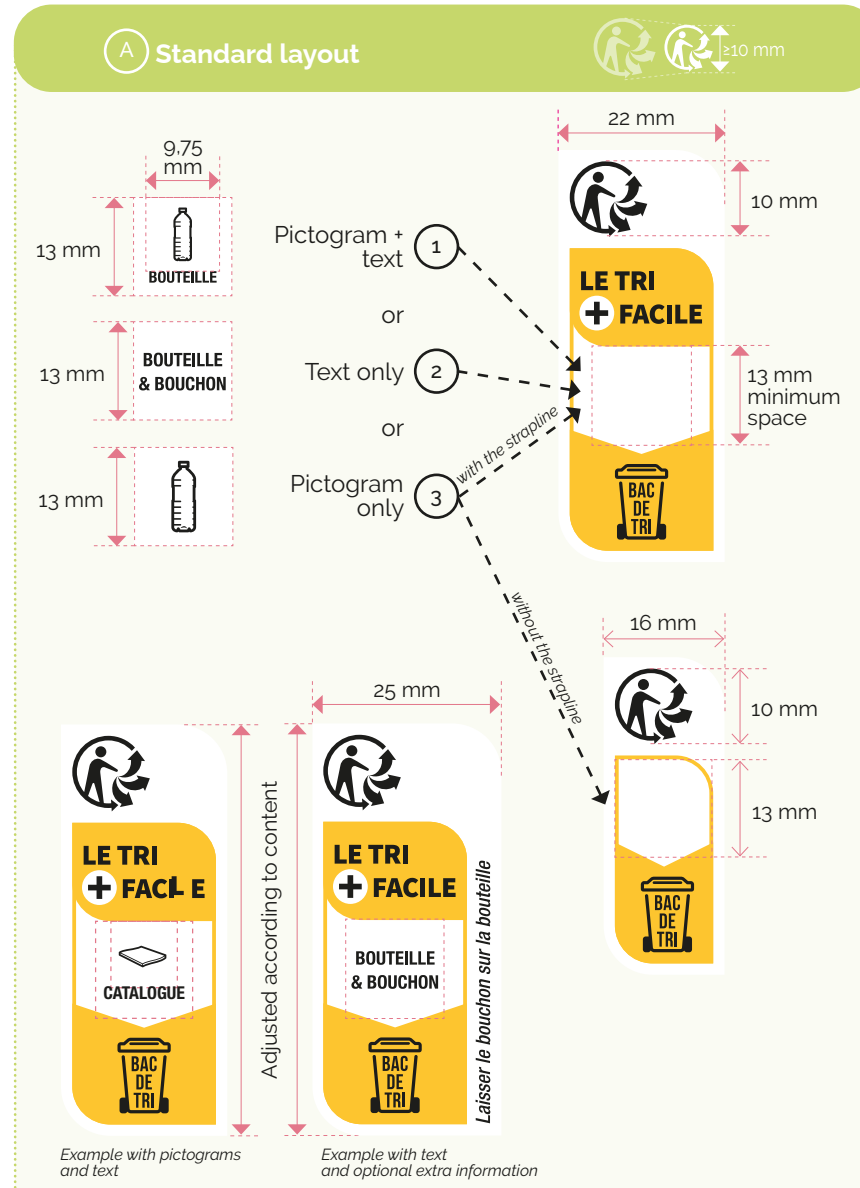 A Standard layout
≥10 mm
9,75
mm
13 mm
BOUTEILLE
13 mm
BOUTEILLE
& BOUCHON
13 mm
Pictogram +
text
1
or
Text only
2
or
Pictogram
only
3
with the strapline
without the strapline
22 mm
10 mm
LE TRI
+ FACILE
13 mm
minimum
space
BAC
DE
TRI
16 mm
10 mm
13 mm
BAC
DE
TRI
LE TRI
+ FACIL E
CATALOGUE
BAC
DE
TRI
Adjusted according to content
Example with pictograms
and text
25 mm
LE TRI
+ FACILE
BOUTEILLE
& BOUCHON
BAC
DE
TRI
Laisser le bouchon sur la bouteille
Example with text
and optional extra information